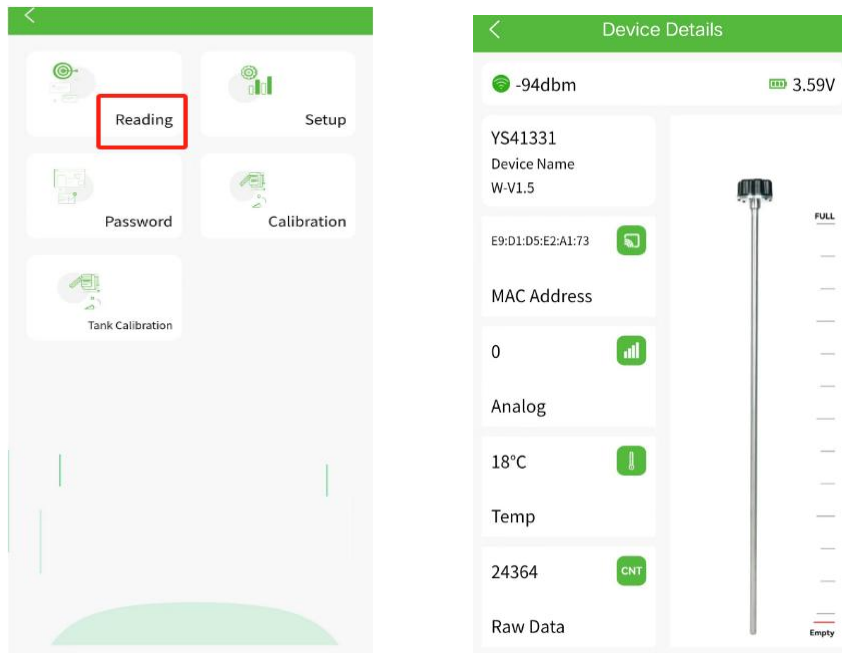 Reading
Setup
Password
Calibration
Tank Calibration
Device Details
-94dbm
3.59V
YS41331
Device Name
W-V1.5
E9:D1:D5:E2:A1:73
MAC Address
0
Analog
18°C
Temp
24364
CNT
Raw Data
FULL
Empty